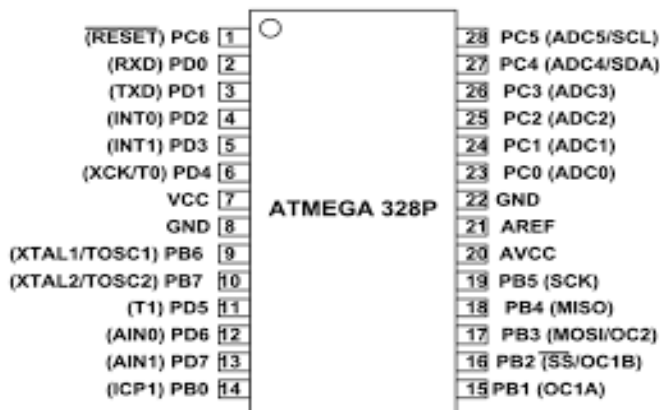 (RESET) PC6 1
(RXD) PD0 2
(TXD) PD1 3
(INT0) PD2 4
(INT1) PD3 5
(XCK/T0) PD4 6
VCC 7
GND 8
(XTAL1/TOSC1) PB6 9
(XTAL2/TOSC2) PB7 10
(T1) PD5 11
(AIN0) PD6 12
(AIN1) PD7 13
(ICP1) PB0 14
ATMEGA 328P
28 PC5 (ADC5/SCL)
27 PC4 (ADC4/SDA)
26 PC3 (ADC3)
25 PC2 (ADC2)
24 PC1 (ADC1)
23 PC0 (ADC0)
22 GND
21 AREF
20 AVCC
19 PB5 (SCK)
18 PB4 (MISO)
17 PB3 (MOSI/OC2)
16 PB2 (SS/OC1B)
15 PB1 (OC1A)